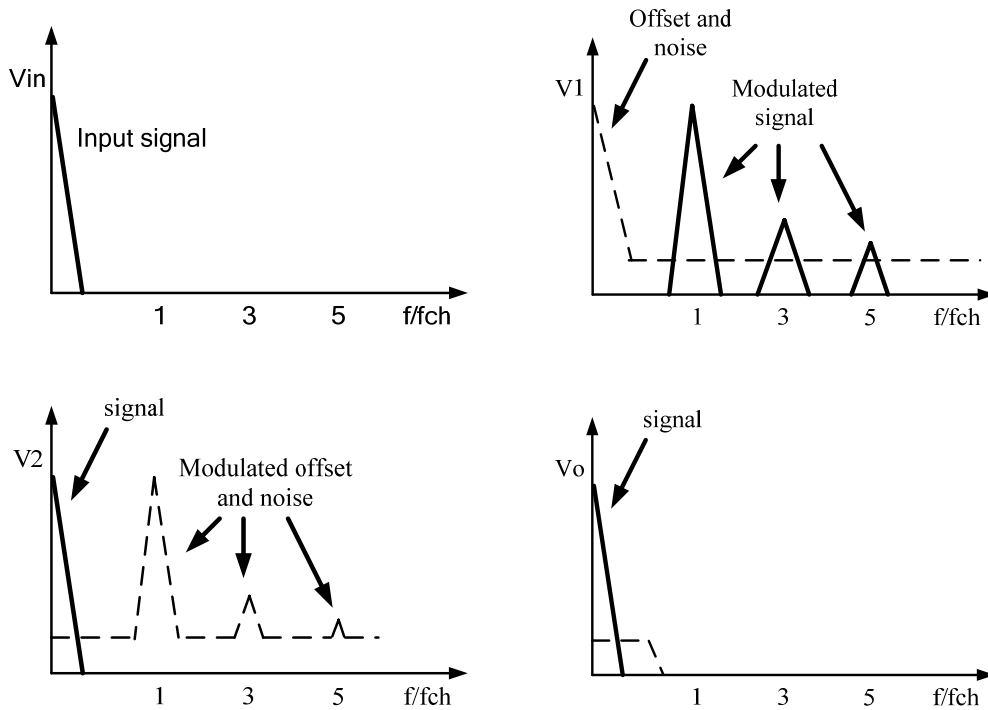 Vin
Input signal
1 3 5 f/fch
Offset and
noise
V1
Modulated
signal
1 3 5 f/fch
signal
V2
Modulated offset
and noise
1 3 5 f/fch
signal
Vo
1 3 5 f/fch